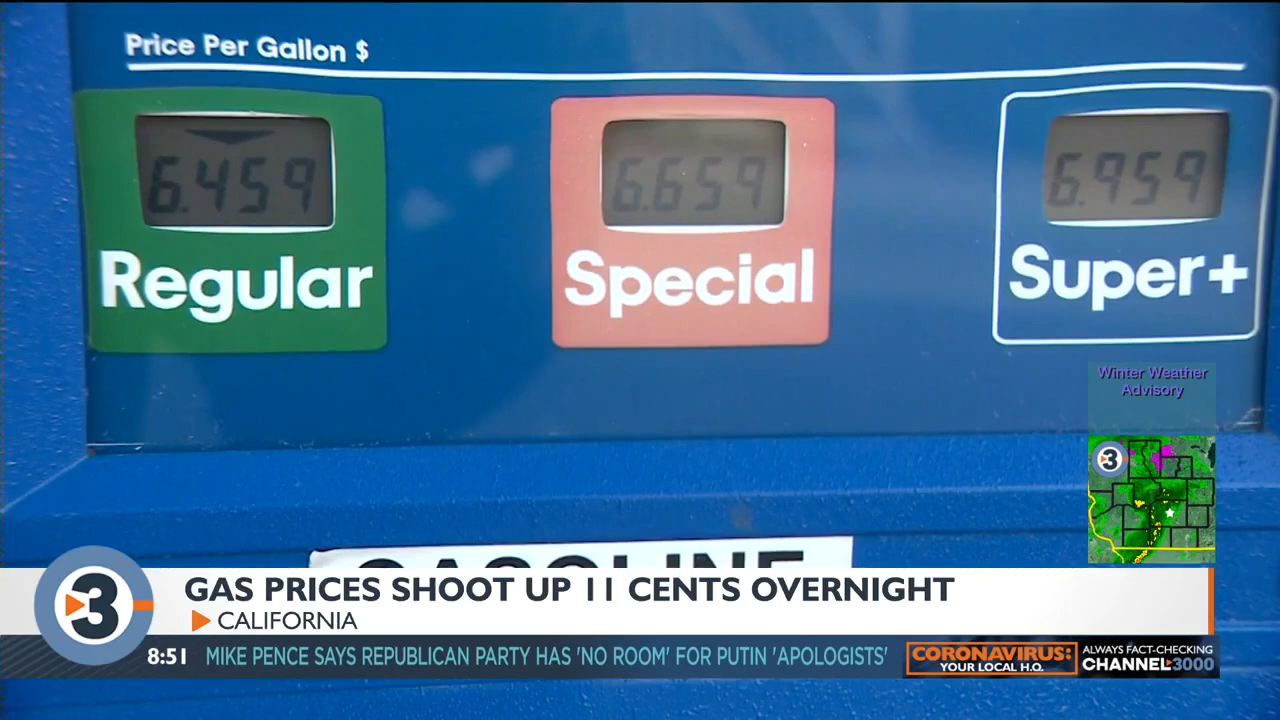 Price Per Gallon $
6.459
6.659
6.959
Regular
Special
Super+
Winter Weather
Advisory
3
GASOLINE
3
GAS PRICES SHOOT UP 11 CENTS OVERNIGHT
CALIFORNIA
8:51
MIKE PENCE SAYS REPUBLICAN PARTY HAS 'NO ROOM' FOR PUTIN 'APOLOGISTS'
CORONAVIRUS:
YOUR LOCAL H.Q.
ALWAYS FACT-CHECKING
CHANNEL3000